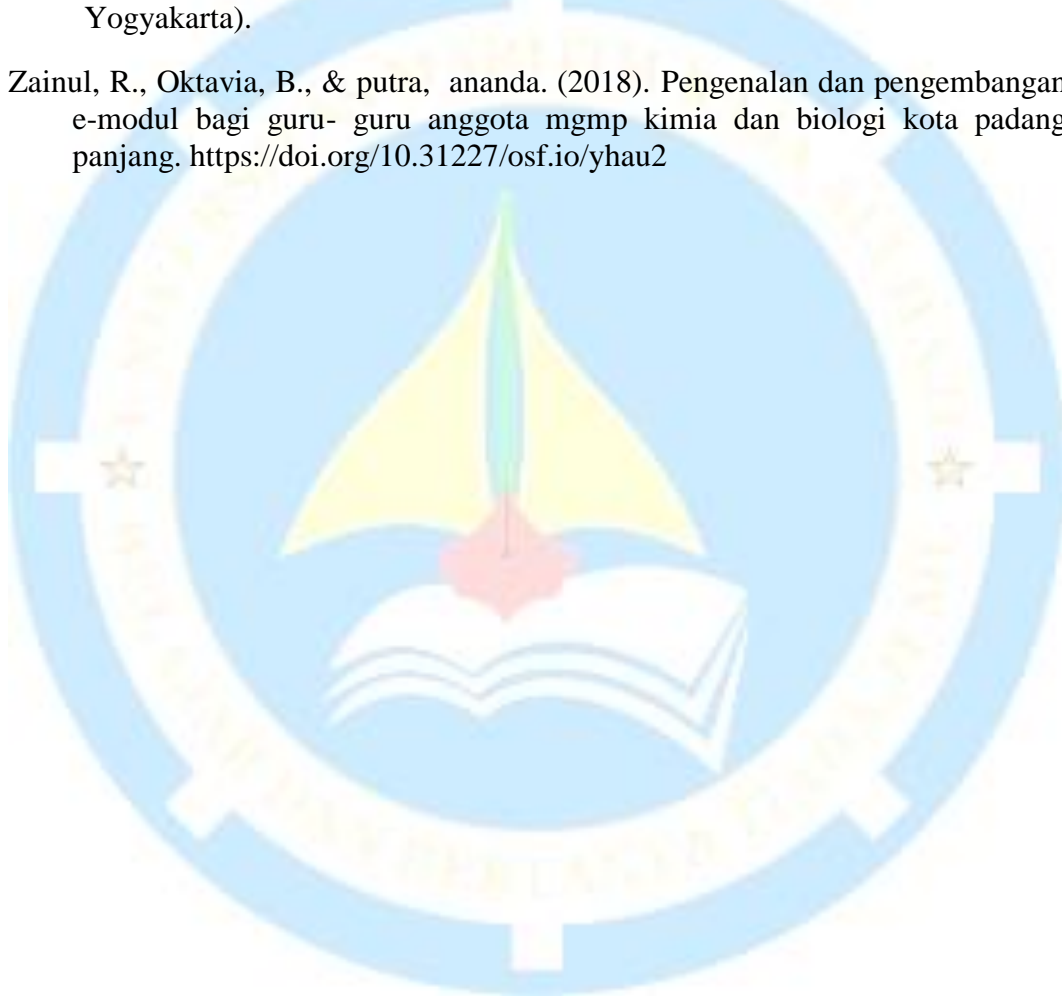 Yogyakarta).
Zainul, R., Oktavia, B., & putra, ananda. (2018). Pengenalan dan pengembangan
e-modul bagi guru- guru anggota mgmp kimia dan biologi kota padang
panjang. https://doi.org/10.31227/osf.io/yhau2